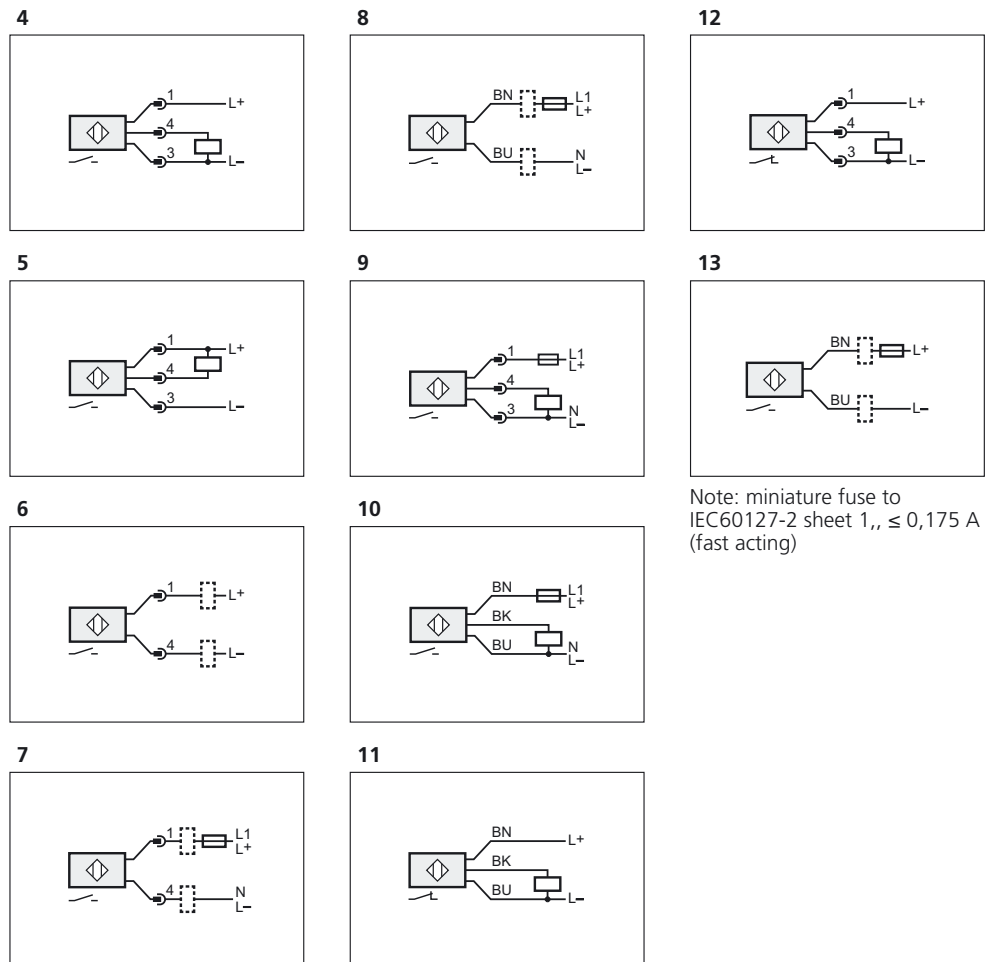 4
1
L+
4
3
L–
5
1
L+
4
3
L–
6
1
L+
4
L–
7
1
L1
L+
4
N
L–
8
BN
L1
L+
BU
N
L–
9
1
L1
L+
4
3
N
L–
10
BN
L1
L+
BK
BU
N
L–
11
BN
L+
BK
BU
L–
12
1
L+
4
3
L–
13
BN
L+
BU
L–
Note: miniature fuse to
IEC60127-2 sheet 1,, ≤ 0,175 A
(fast acting)